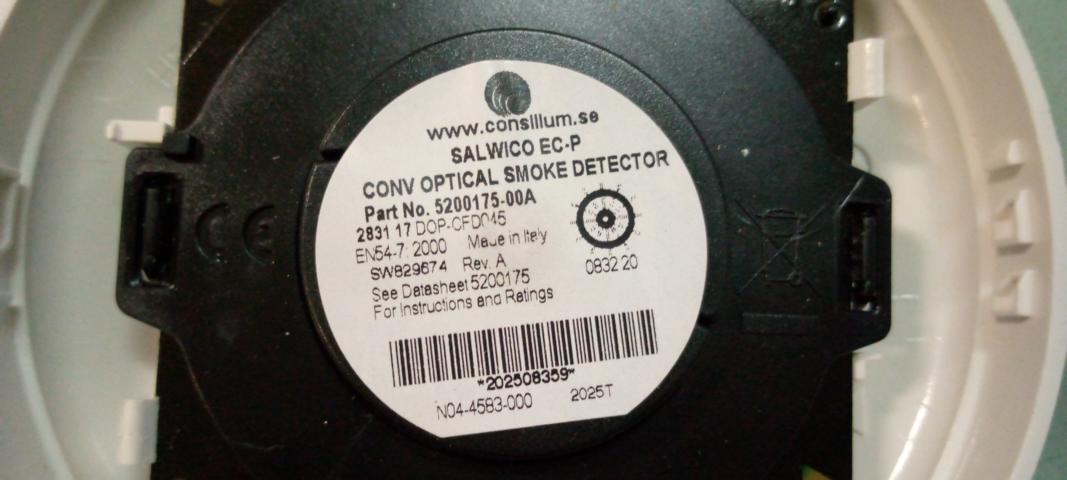 www.consilium.se
SALWICO EC-P
CONV OPTICAL SMOKE DETECTOR
Part No. 5200175-00A
2831 17 DOP-CFD045
EN54-7: 2000 Made in Italy
SW829674 Rev. A
0832 20
See Datasheet 5200175
For Instructions and Ratings
*202508359*
N04-4583-000 2025T
CE